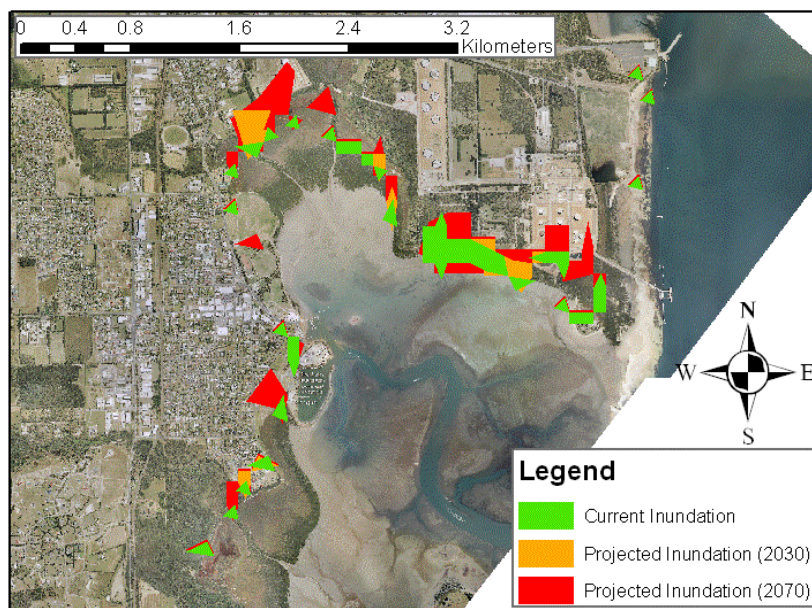 0 0.4 0.8 1.6 2.4 3.2
Kilometers
N
W E
S
Legend
Current Inundation
Projected Inundation (2030)
Projected Inundation (2070)